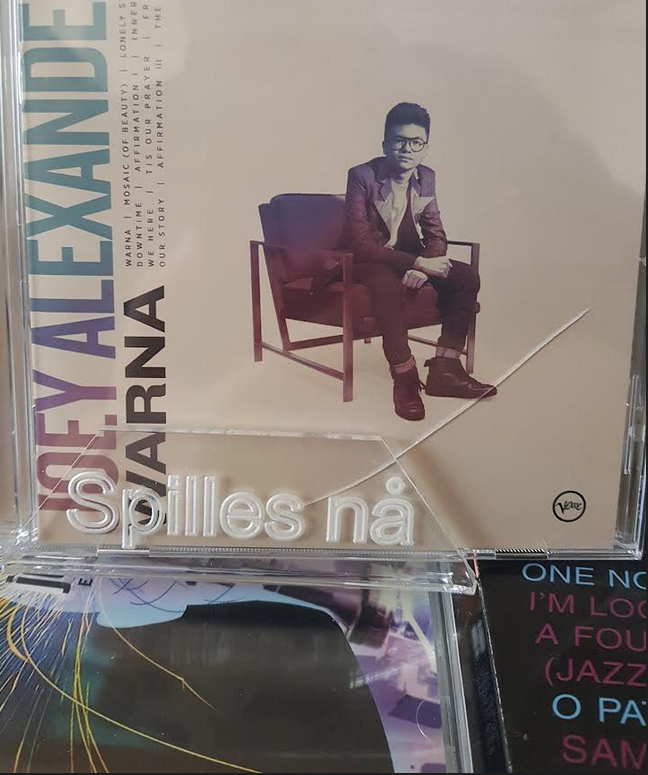 JOEY ALEXANDE
WARNA
WARNA | MOSAIC (OF BEAUTY) | LONELY S
DOWNTIME | AFFIRMATION I | INNER
WE HERE | TIS OUR PRAYER | FR
OUR STORY | AFFIRMATION III | THE
Spilles nå
Verve
ONE NO
I'M LOO
A FOU
(JAZZ
O PA
SAM